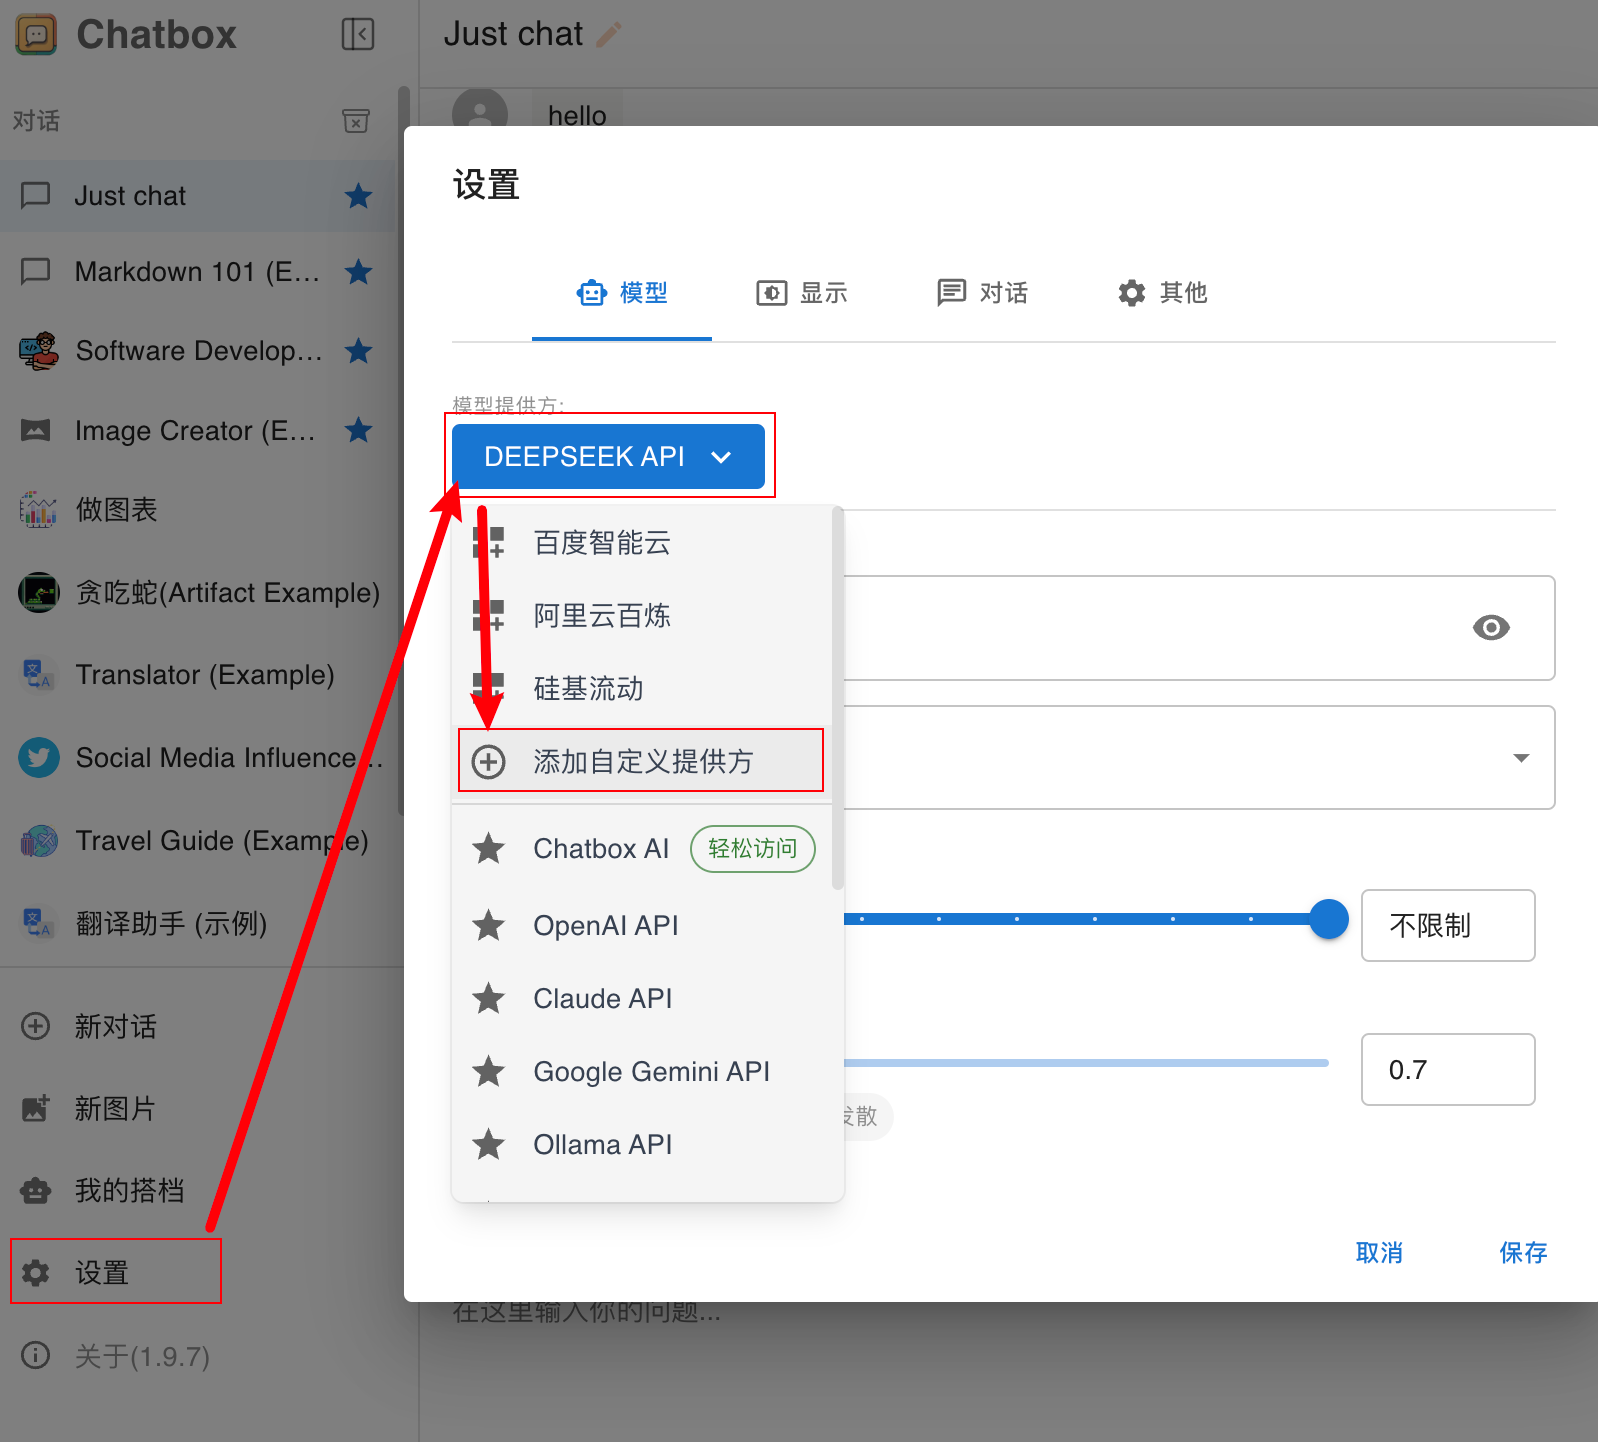 Chatbox
对话
Just chat
Markdown 101 (E...
Software Develop...
Image Creator (E...
做图表
贪吃蛇(Artifact Example)
Translator (Example)
Social Media Influence...
Travel Guide (Example)
翻译助手 (示例)
新对话
新图片
我的搭档
设置
关于(1.9.7)
Just chat
hello
设置
模型
显示
对话
其他
模型提供方:
DEEPSEEK API
百度智能云
阿里云百炼
硅基流动
添加自定义提供方
Chatbox AI 轻松访问
OpenAI API
Claude API
Google Gemini API
Ollama API
不限制
0.7
发散
取消
保存
在这里输入你的问题...